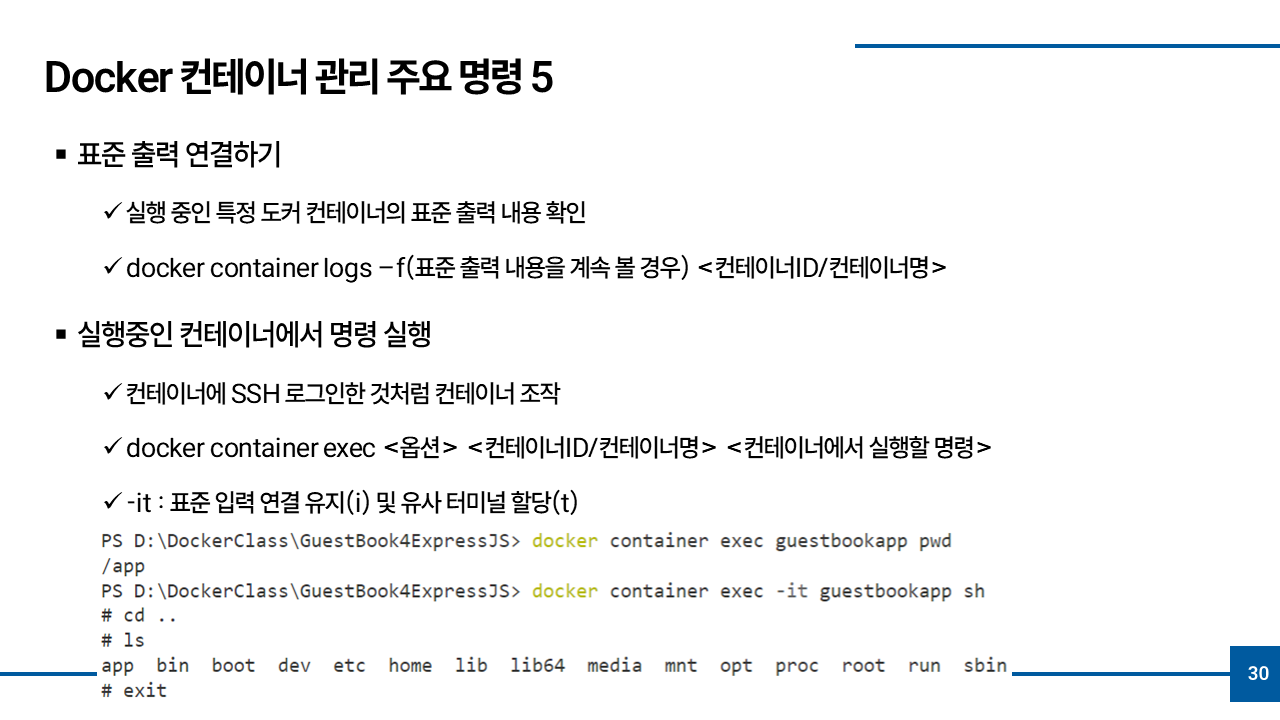 Docker 컨테이너 관리 주요 명령 5
▪ 표준 출력 연결하기
✓ 실행 중인 특정 도커 컨테이너의 표준 출력 내용 확인
✓ docker container logs –f(표준 출력 내용을 계속 볼 경우) <컨테이너ID/컨테이너명>
▪ 실행중인 컨테이너에서 명령 실행
✓ 컨테이너에 SSH 로그인한 것처럼 컨테이너 조작
✓ docker container exec <옵션> <컨테이너ID/컨테이너명> <컨테이너에서 실행할 명령>
✓ -it : 표준 입력 연결 유지(i) 및 유사 터미널 할당(t)
PS D:\DockerClass\GuestBook4ExpressJS> docker container exec guestbookapp pwd
/app
PS D:\DockerClass\GuestBook4ExpressJS> docker container exec -it guestbookapp sh
# cd ..
# ls
app bin boot dev etc home lib lib64 media mnt opt proc root run sbin
# exit
30